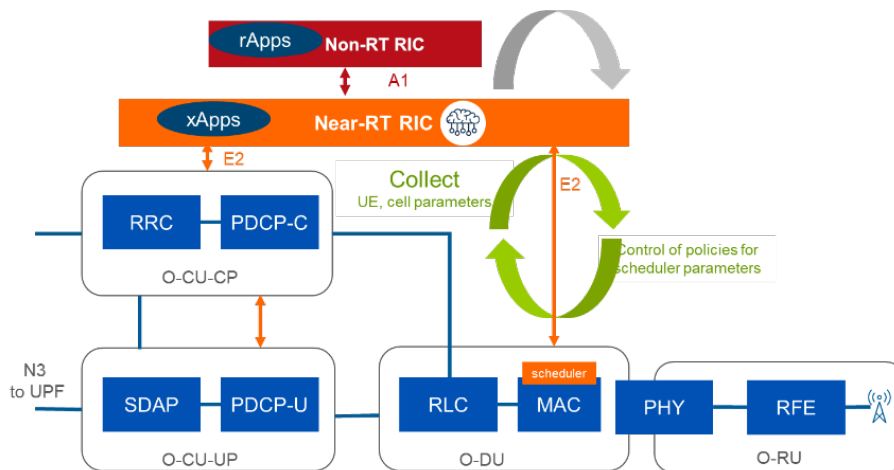 rApps
Non-RT RIC
A1
xApps
Near-RT RIC
E2
Collect
UE, cell parameters
E2
RRC
PDCP-C
Control of policies for
scheduler parameters
O-CU-CP
N3
to UPF
scheduler
SDAP
PDCP-U
RLC
MAC
PHY
RFE
O-CU-UP
O-DU
O-RU